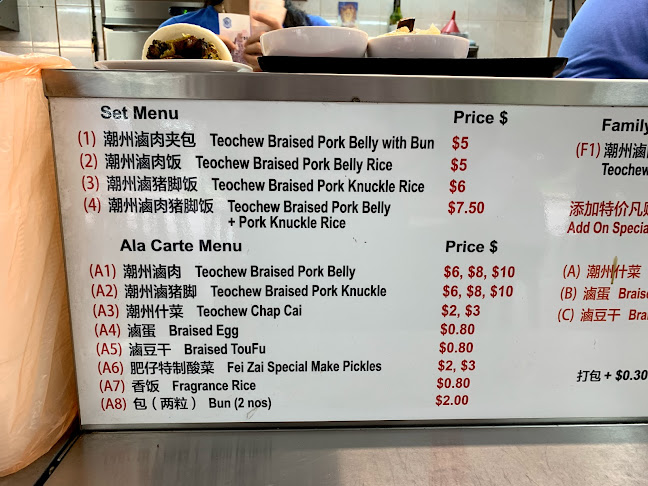 Set Menu Price $
(1) 潮州滷肉夹包 Teochew Braised Pork Belly with Bun $5
(2) 潮州滷肉饭 Teochew Braised Pork Belly Rice $5
(3) 潮州滷猪脚饭 Teochew Braised Pork Knuckle Rice $6
(4) 潮州滷肉猪脚饭 Teochew Braised Pork Belly $7.50
+ Pork Knuckle Rice
Ala Carte Menu Price $
(A1) 潮州滷肉 Teochew Braised Pork Belly $6, $8, $10
(A2) 潮州滷猪脚 Teochew Braised Pork Knuckle $6, $8, $10
(A3) 潮州什菜 Teochew Chap Cai $2, $3
(A4) 滷蛋 Braised Egg $0.80
(A5) 滷豆干 Braised TouFu $0.80
(A6) 肥仔特制酸菜 Fei Zai Special Make Pickles $2, $3
(A7) 香饭 Fragrance Rice $0.80
(A8) 包（两粒） Bun (2 nos) $2.00
Family
(F1) 潮州滷
Teochew
添加特价凡
Add On Specia
(A) 潮州什菜
(B) 滷蛋 Brais
(C) 滷豆干 Brai
打包 + $0.30